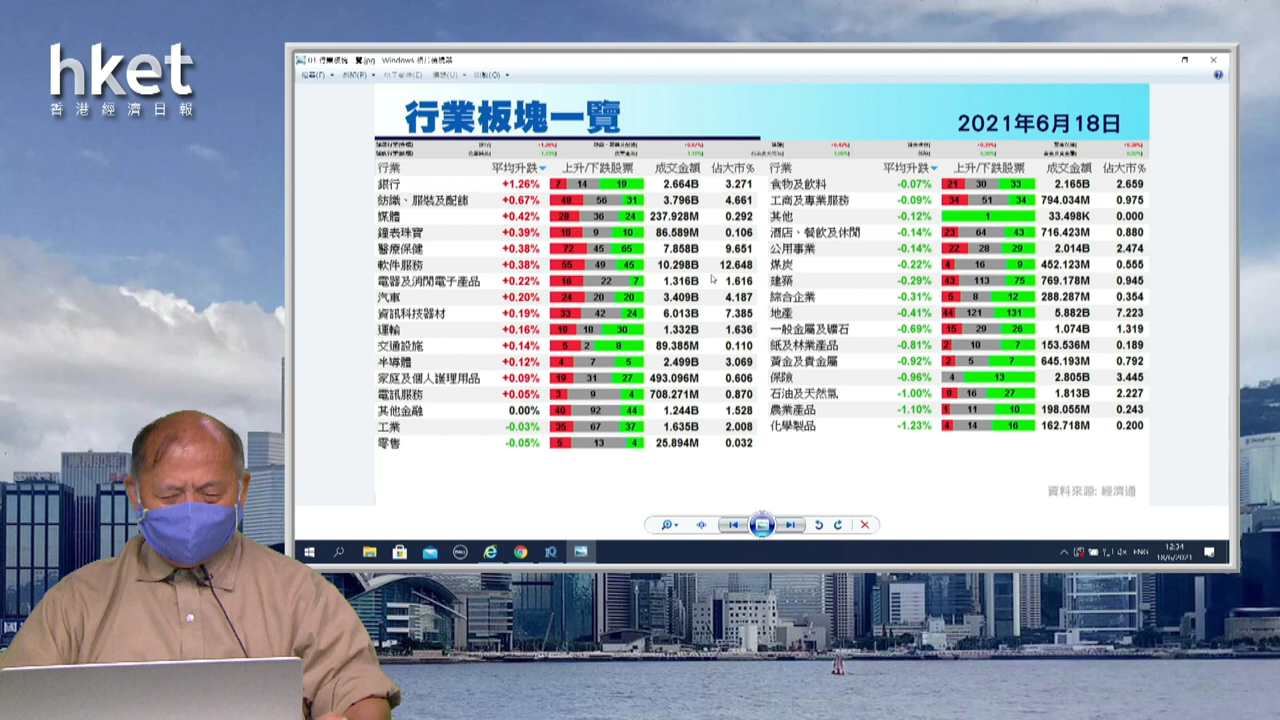 hket
香港經濟日報
行業板塊一覽
2021年6月18日
行業 平均升跌 上升/下跌股票 成交金額 佔大市%
銀行 +1.26% 7 14 19 2.664B 3.271
紡織、服裝及配飾 +0.67% 48 56 31 3.796B 4.661
媒體 +0.42% 28 36 24 237.928M 0.292
鐘表珠寶 +0.39% 10 9 10 86.589M 0.106
醫療保健 +0.38% 72 45 65 7.858B 9.651
軟件服務 +0.38% 55 49 45 10.298B 12.648
電器及消閒電子產品 +0.22% 16 22 7 1.316B 1.616
汽車 +0.20% 24 20 20 3.409B 4.187
資訊科技器材 +0.19% 33 42 24 6.013B 7.385
運輸 +0.16% 19 18 30 1.332B 1.636
交通設施 +0.14% 5 2 8 89.385M 0.110
半導體 +0.12% 4 7 5 2.499B 3.069
家庭及個人護理用品 +0.09% 19 31 27 493.096M 0.606
電訊服務 +0.05% 3 9 4 708.271M 0.870
其他金融 0.00% 40 92 44 1.244B 1.528
工業 -0.03% 35 67 37 1.635B 2.008
零售 -0.05% 5 13 4 25.894M 0.032
行業 平均升跌 上升/下跌股票 成交金額 佔大市%
食物及飲料 -0.07% 21 30 33 2.165B 2.659
工商及專業服務 -0.09% 34 51 34 794.034M 0.975
其他 -0.12% 1 33.498K 0.000
酒店、餐飲及休閒 -0.14% 23 64 43 716.423M 0.880
公用事業 -0.14% 22 28 29 2.014B 2.474
煤炭 -0.22% 4 16 9 452.123M 0.555
建築 -0.29% 43 113 75 769.178M 0.945
綜合企業 -0.31% 5 8 12 288.287M 0.354
地產 -0.41% 44 121 131 5.882B 7.223
一般金屬及礦石 -0.69% 15 29 26 1.074B 1.319
紙及林業產品 -0.81% 2 10 7 153.536M 0.189
黃金及貴金屬 -0.92% 2 5 7 645.193M 0.792
保險 -0.96% 4 13 2.805B 3.445
石油及天然氣 -1.00% 9 16 27 1.813B 2.227
農業產品 -1.10% 1 11 10 198.055M 0.243
化學製品 -1.23% 4 14 16 162.718M 0.200
資料來源: 經濟通
ENG
12:34
18/6/2021